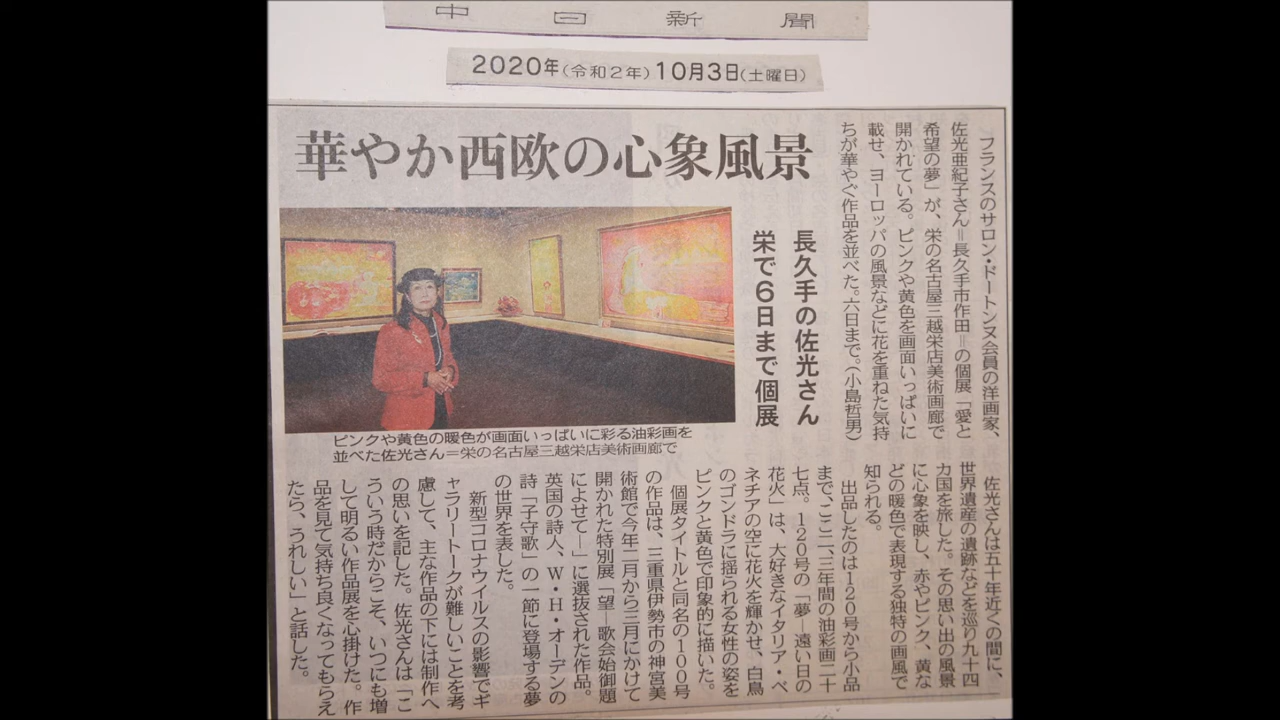 中日新聞
2020年(令和2年)10月3日(土曜日)
華やか西欧の心象風景
長久手の佐光さん
栄で6日まで個展
フランスのサロン・ドートンヌ会員の洋画家、
佐光亜紀子さん=長久手市作田=の個展「愛と
希望の夢」が、栄の名古屋三越栄店美術画廊で
開かれている。ピンクや黄色を画面いっぱいに
載せ、ヨーロッパの風景などに花を重ねた気持
ちが華やぐ作品を並べた。六日まで。(小島哲男)
ピンクや黄色の暖色が画面いっぱいに彩る油彩画を
並べた佐光さん=栄の名古屋三越栄店美術画廊で
佐光さんは五十年近くの間に、
世界遺産の遺跡などを巡り九十四
カ国を旅した。その思い出の風景
に心象を映し、赤やピンク、黄な
どの暖色で表現する独特の画風で
知られる。
出品したのは120号から小品
まで、ここ二、三年間の油彩画二十
七点。120号の「夢―遠い日の
花火」は、大好きなイタリア・ベ
ネチアの空に花火を輝かせ、白鳥
のゴンドラに揺られる女性の姿を
ピンクと黄色で印象的に描いた。
個展タイトルと同名の100号
の作品は、三重県伊勢市の神宮美
術館で今年二月から三月にかけて
開かれた特別展「望―歌会始御題
によせて―」に選抜された作品。
英国の詩人、W・H・オーデンの
詩「子守歌」の一節に登場する夢
の世界を表した。
新型コロナウイルスの影響でギ
ャラリートークが難しいことを考
慮して、主な作品の下には制作へ
の思いを記した。佐光さんは「こ
ういう時だからこそ、いつにも増
して明るい作品展を心掛けた。作
品を見て気持ち良くなってもらえ
たら、うれしい」と話した。